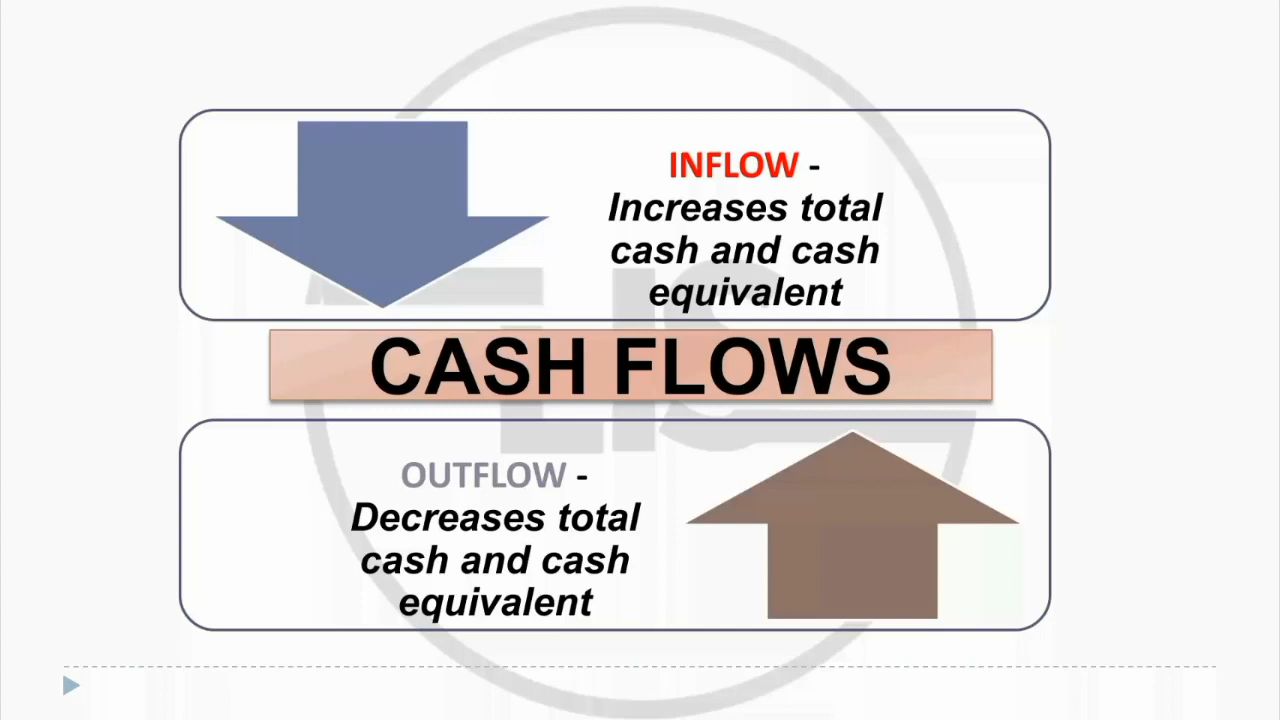 INFLOW -
Increases total
cash and cash
equivalent
CASH FLOWS
OUTFLOW -
Decreases total
cash and cash
equivalent